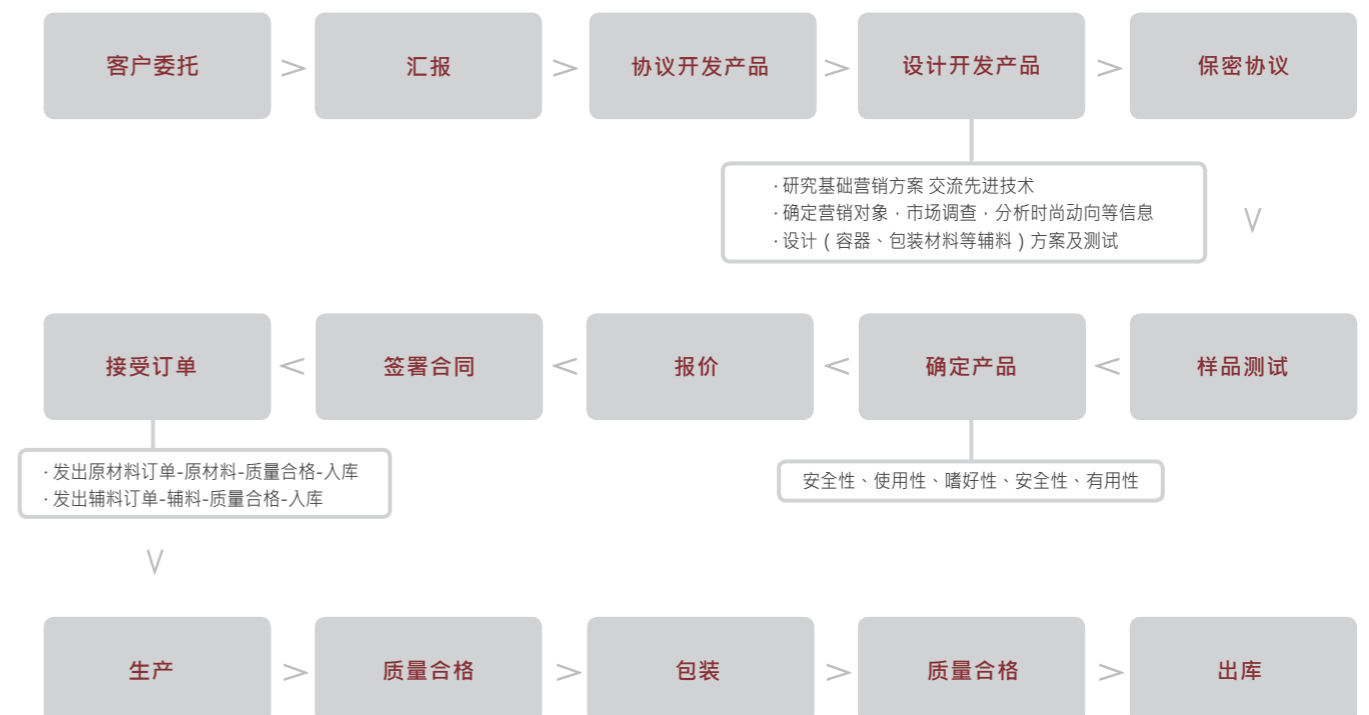 客户委托
汇报
协议开发产品
设计开发产品
保密协议
· 研究基础营销方案 交流先进技术
· 确定营销对象 · 市场调查 · 分析时尚动向等信息
· 设计 ( 容器、包装材料等辅料 ) 方案及测试
接受订单
签署合同
报价
确定产品
样品测试
· 发出原材料订单-原材料-质量合格-入库
· 发出辅料订单-辅料-质量合格-入库
安全性、使用性、嗜好性、安全性、有用性
生产
质量合格
包装
质量合格
出库